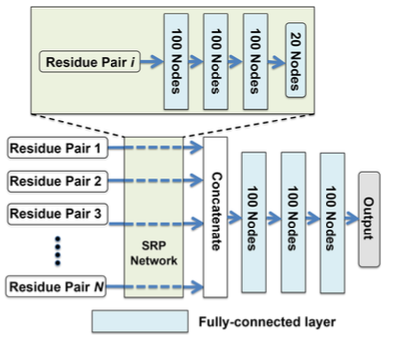 Residue Pair i
100 Nodes
100 Nodes
100 Nodes
20 Nodes
Residue Pair 1
Residue Pair 2
Residue Pair 3
Residue Pair N
SRP
Network
Concatenate
100 Nodes
100 Nodes
100 Nodes
Output
Fully-connected layer